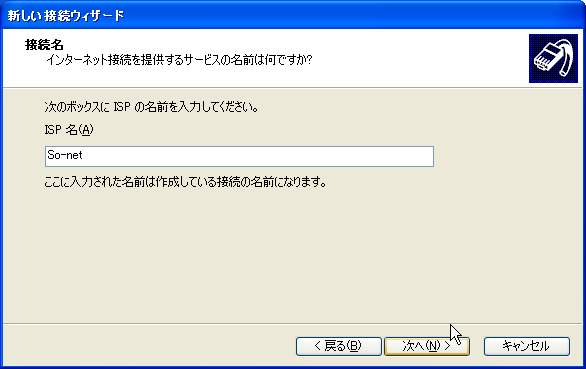 新しい接続ウィザード
接続名
インターネット接続を提供するサービスの名前は何ですか?
次のボックスに ISP の名前を入力してください。
ISP 名(A)
So-net
ここに入力された名前は作成している接続の名前になります。
< 戻る(B) 次へ(N) > キャンセル